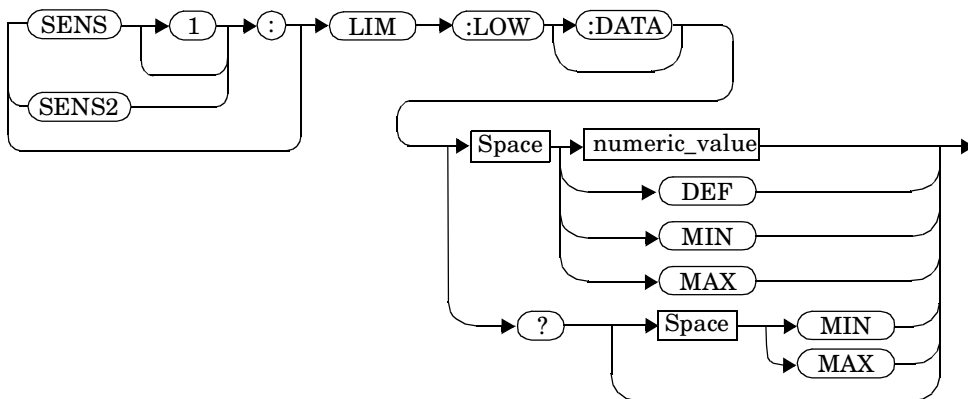 SENS 1 : LIM :LOW :DATA
SENS2
Space numeric_value
DEF
MIN
MAX
? Space MIN
MAX